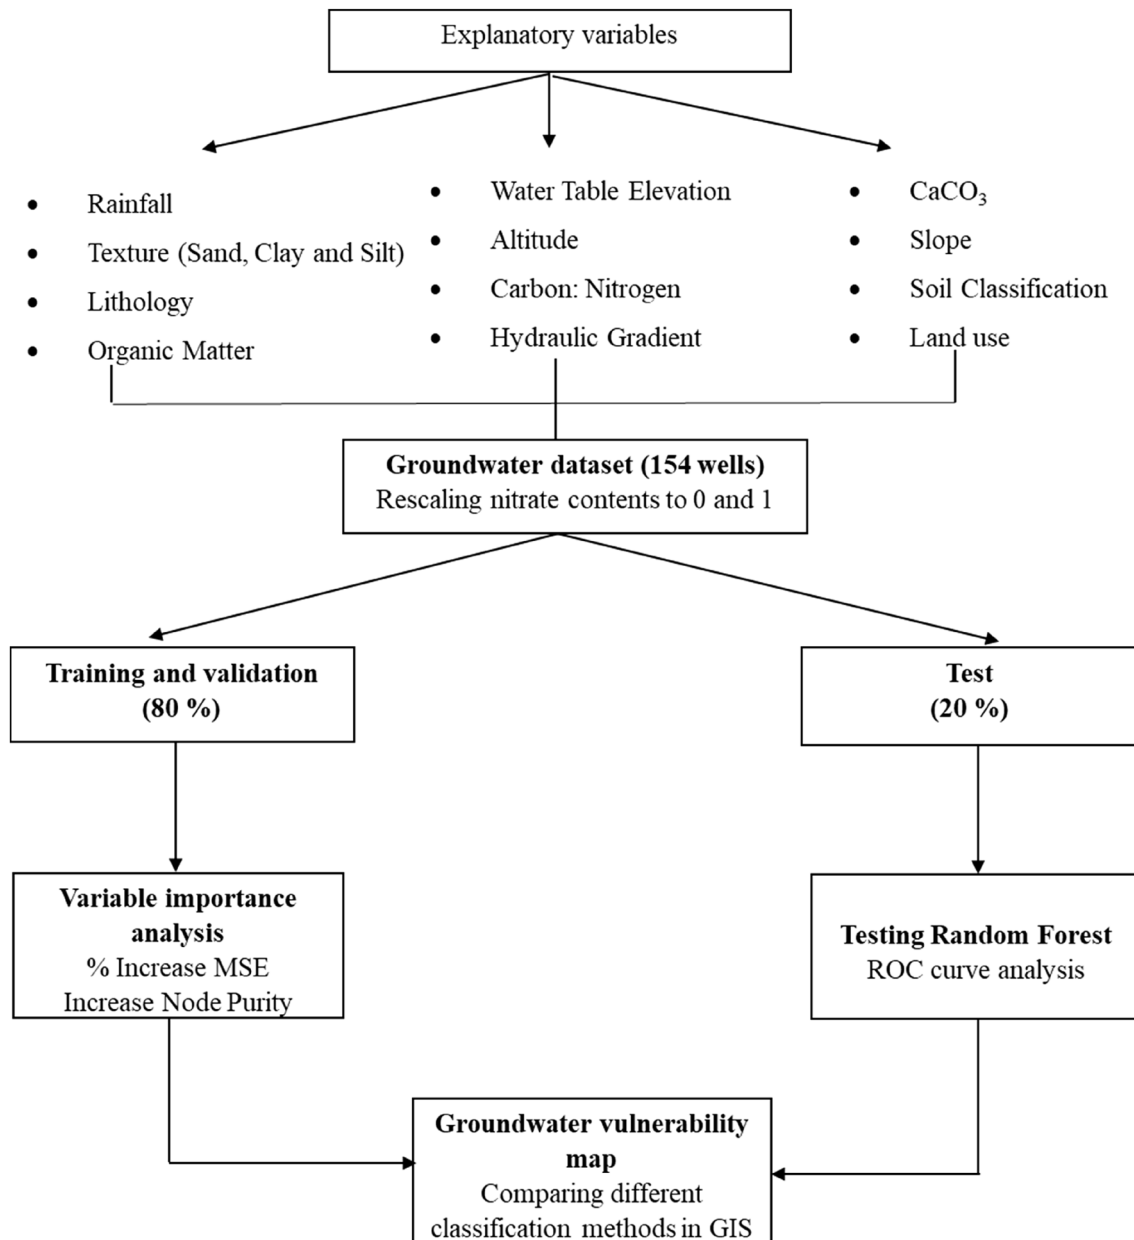 Explanatory variables
• Rainfall
• Texture (Sand, Clay and Silt)
• Lithology
• Organic Matter
• Water Table Elevation
• Altitude
• Carbon: Nitrogen
• Hydraulic Gradient
• CaCO₃
• Slope
• Soil Classification
• Land use
Groundwater dataset (154 wells)
Rescaling nitrate contents to 0 and 1
Training and validation
(80 %)
Test
(20 %)
Variable importance
analysis
% Increase MSE
Increase Node Purity
Testing Random Forest
ROC curve analysis
Groundwater vulnerability
map
Comparing different
classification methods in GIS